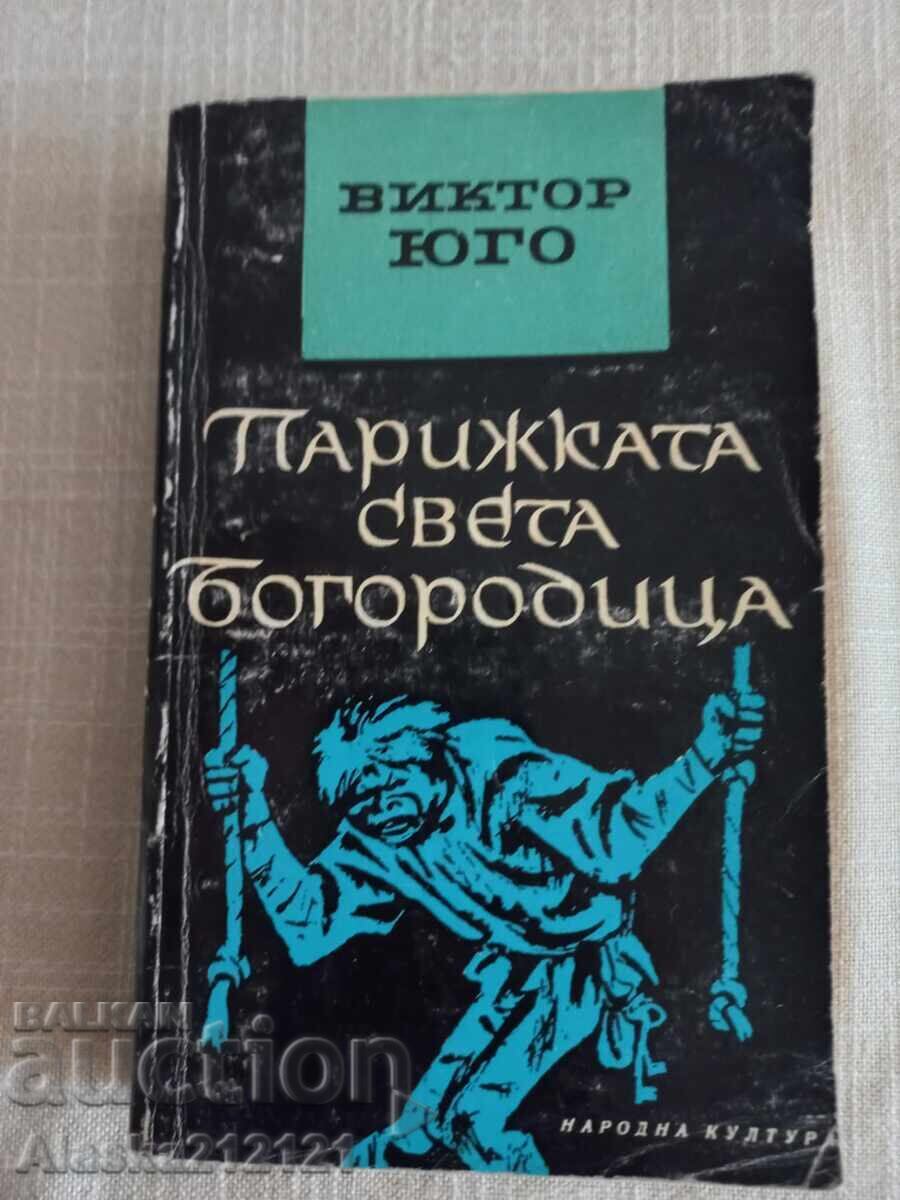 ВИКТОР
ЮГО
Парижката
света
богородица
НАРОДНА КУЛТУР
BALKAN
auction
Alaska212121